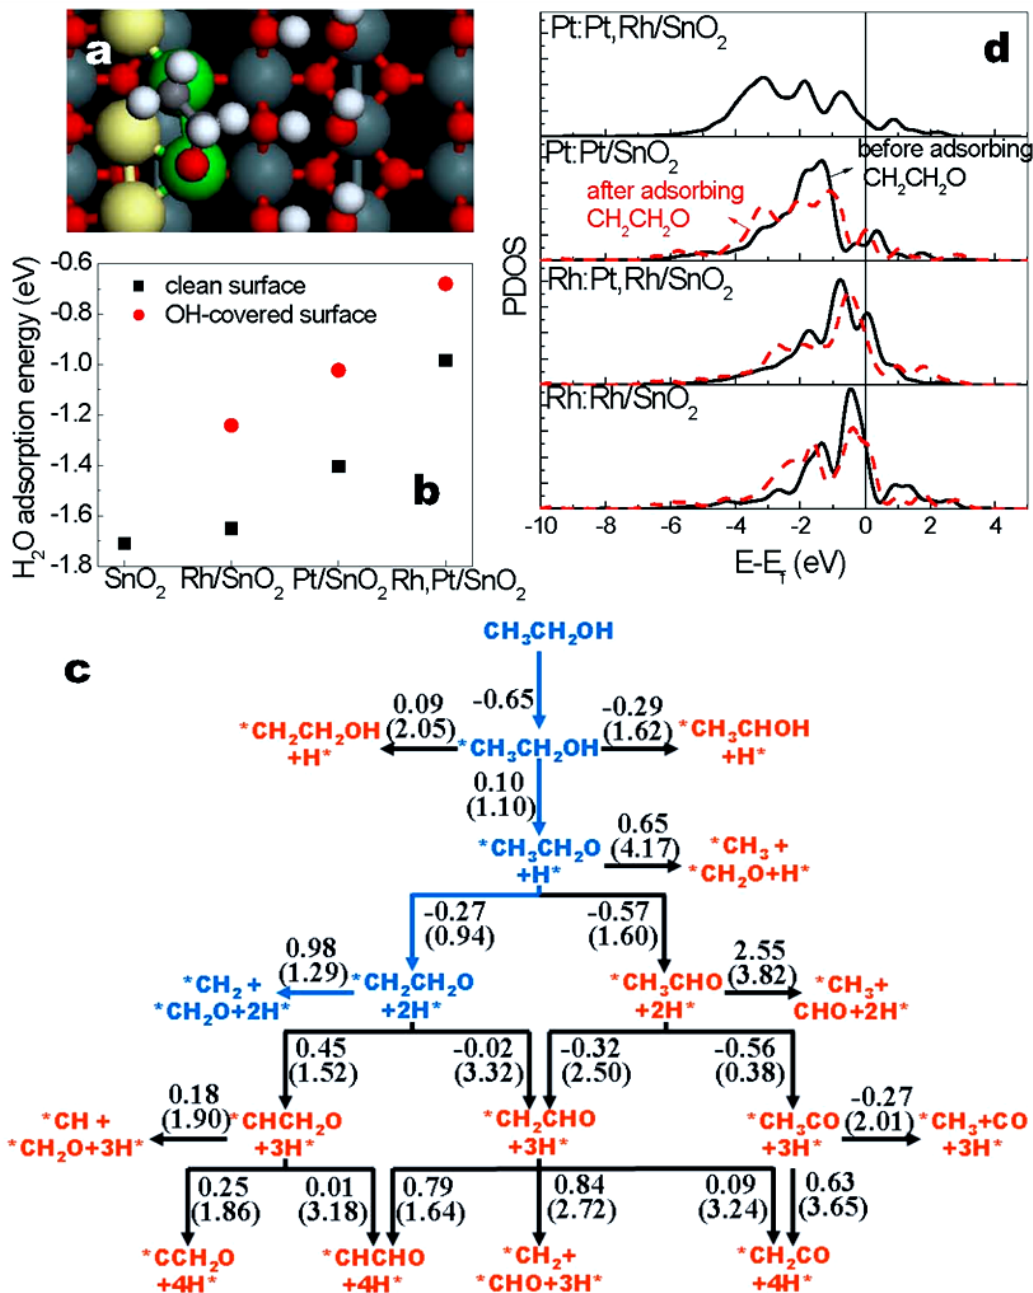 a
d
Pt:Pt,Rh/SnO₂
Pt:Pt/SnO₂
before adsorbing
CH₂CH₂O
after adsorbing
CH₂CH₂O
Rh:Pt,Rh/SnO₂
Rh:Rh/SnO₂
PDOS
-10 -8 -6 -4 -2 0 2 4
E-E_f (eV)
H₂O adsorption energy (eV)
-0.6
-0.8
-1.0
-1.2
-1.4
-1.6
-1.8
clean surface
OH-covered surface
b
SnO₂ Rh/SnO₂ Pt/SnO₂ Rh,Pt/SnO₂
c
CH₃CH₂OH
-0.65
*CH₂CH₂OH
+H*
0.09
(2.05)
*CH₃CH₂OH
-0.29
(1.62)
*CH₃CHOH
+H*
0.10
(1.10)
*CH₃CH₂O
+H*
0.65
(4.17)
*CH₃ +
*CH₂O+H*
-0.27
(0.94)
-0.57
(1.60)
*CH₂ +
*CH₂O+2H*
0.98
(1.29)
*CH₂CH₂O
+2H*
*CH₃CHO
+2H*
2.55
(3.82)
*CH₃+
CHO+2H*
0.45
(1.52)
-0.02
(3.32)
-0.32
(2.50)
-0.56
(0.38)
*CH +
*CH₂O+3H*
0.18
(1.90)
*CHCH₂O
+3H*
*CH₂CHO
+3H*
*CH₃CO
+3H*
-0.27
(2.01)
*CH₃+CO
+3H*
0.25
(1.86)
0.01
(3.18)
0.79
(1.64)
0.84
(2.72)
0.09
(3.24)
0.63
(3.65)
*CCH₂O
+4H*
*CHCHO
+4H*
*CH₂+
*CHO+3H*
*CH₂CO
+4H*